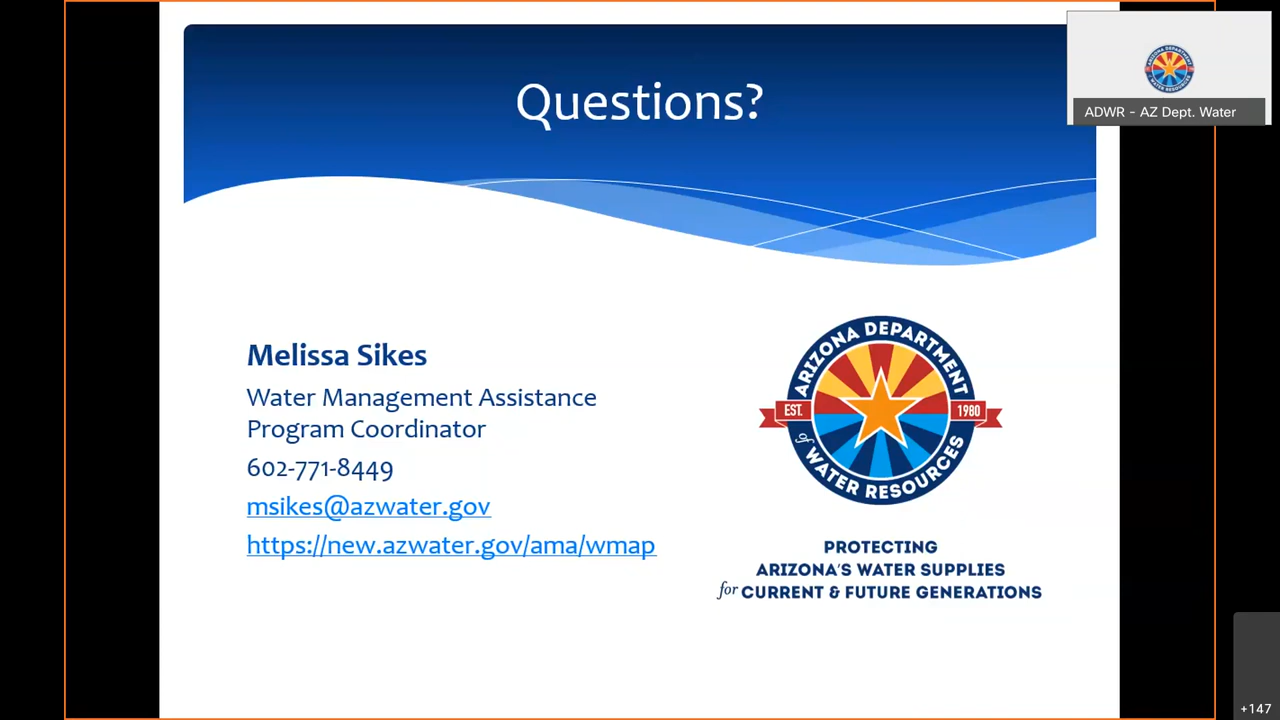 Questions?
ADWR - AZ Dept. Water
Melissa Sikes
Water Management Assistance
Program Coordinator
602-771-8449
msikes@azwater.gov
https://new.azwater.gov/ama/wmap
ARIZONA DEPARTMENT
EST. 1980
of WATER RESOURCES
PROTECTING
ARIZONA'S WATER SUPPLIES
for CURRENT & FUTURE GENERATIONS
+147